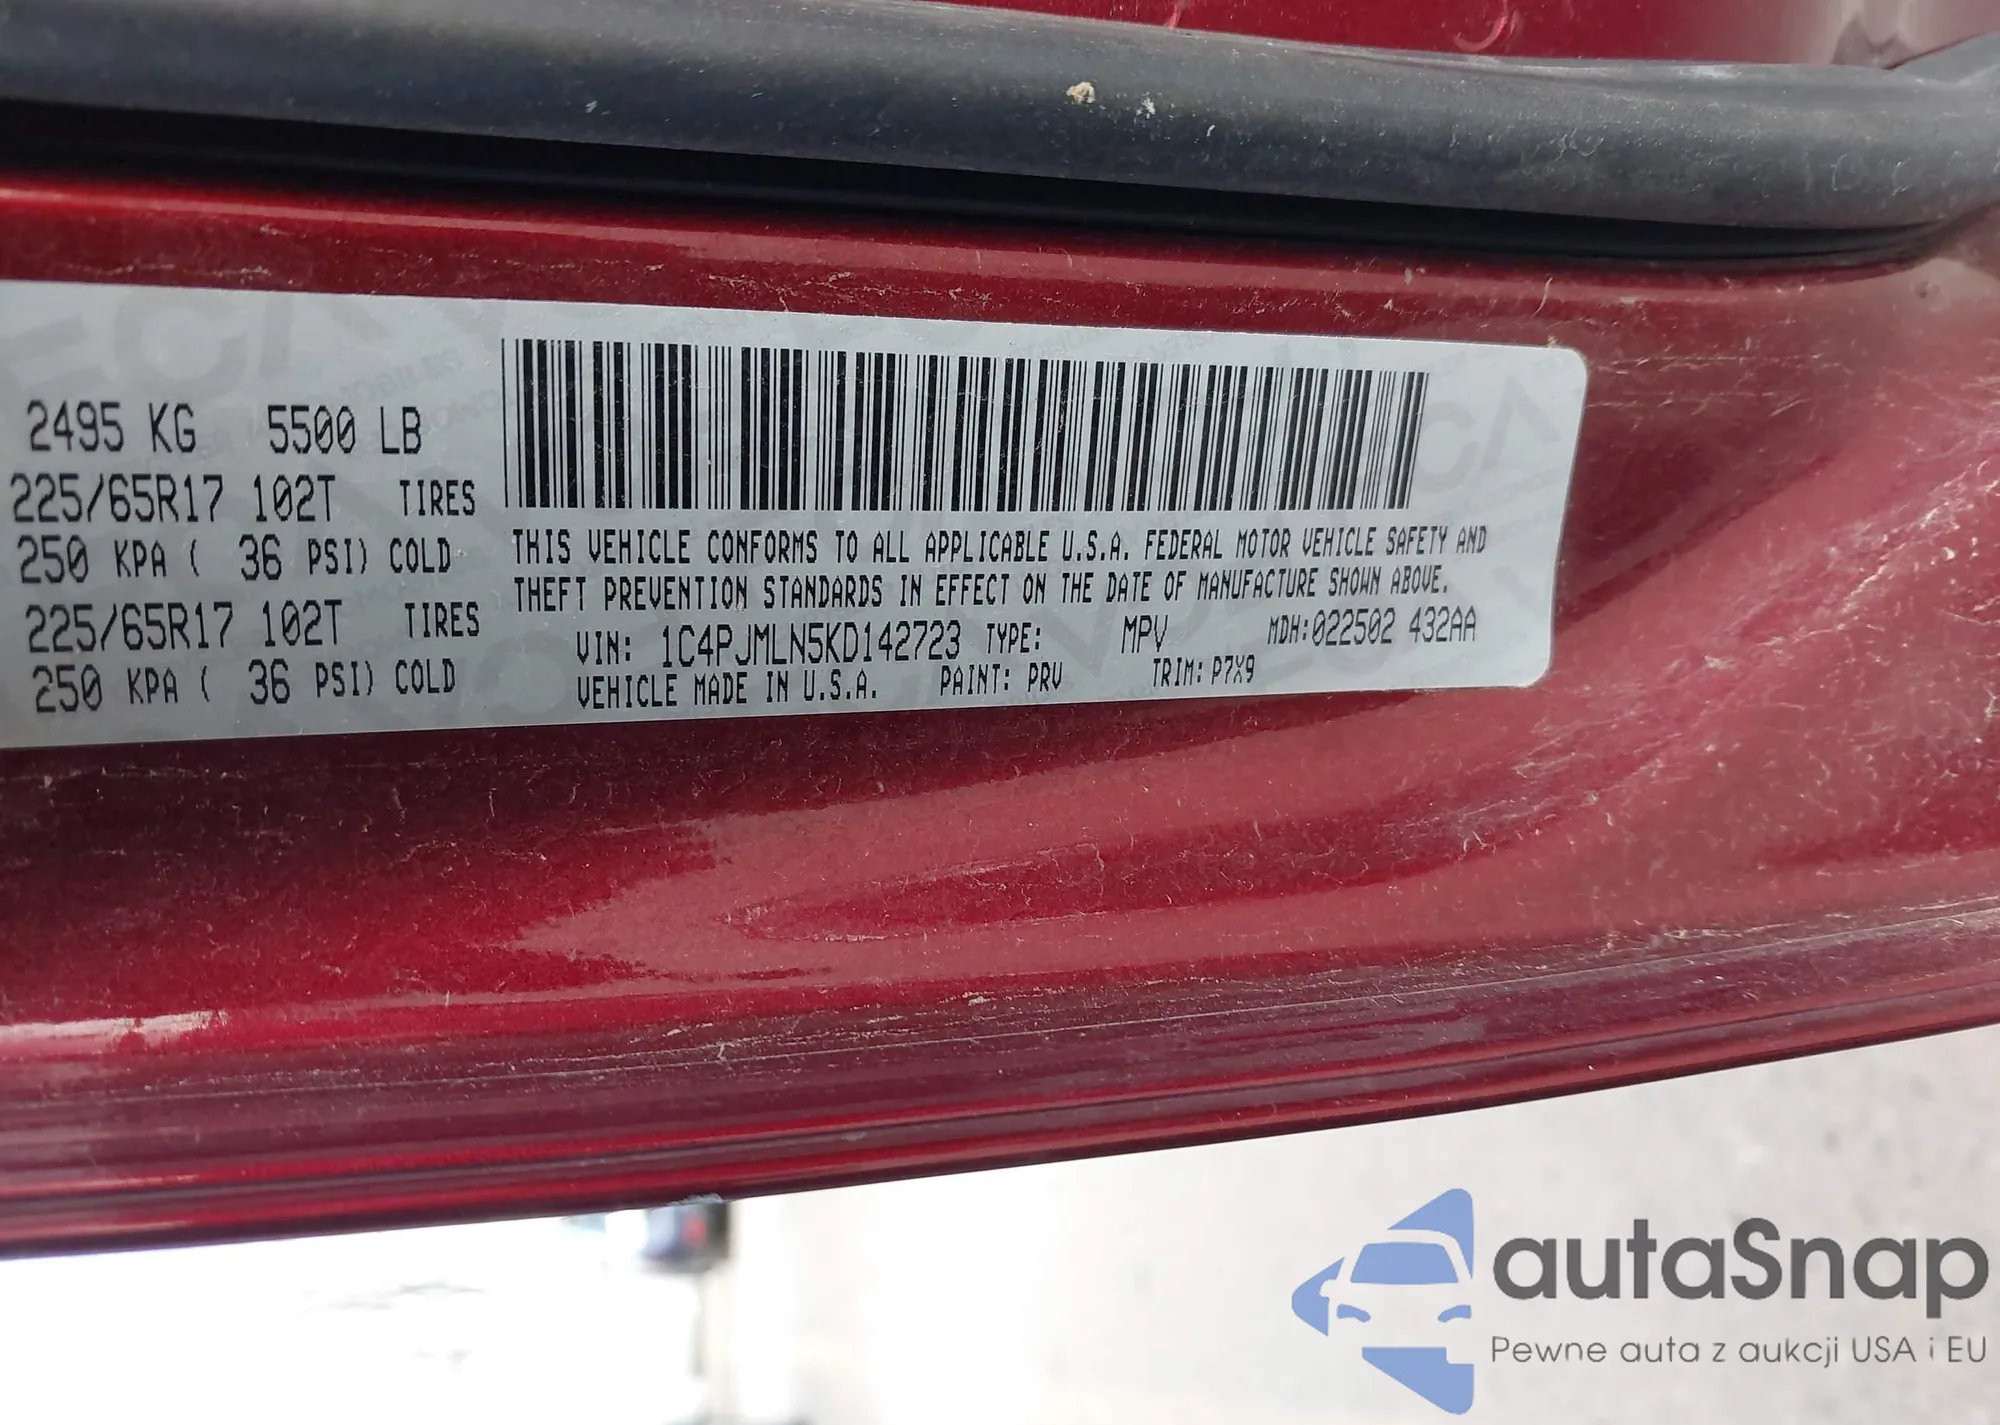 2495 KG 5500 LB
225/65R17 102T TIRES
250 KPA ( 36 PSI) COLD
225/65R17 102T TIRES
250 KPA ( 36 PSI) COLD
THIS VEHICLE CONFORMS TO ALL APPLICABLE U.S.A. FEDERAL MOTOR VEHICLE SAFETY AND
THEFT PREVENTION STANDARDS IN EFFECT ON THE DATE OF MANUFACTURE SHOWN ABOVE.
VIN: 1C4PJMLN5KD142723 TYPE: MPV MDH:022502 432AA
VEHICLE MADE IN U.S.A. PAINT: PRV TRIM: P7X9
autaSnap
Pewne auta z aukcji USA i EU